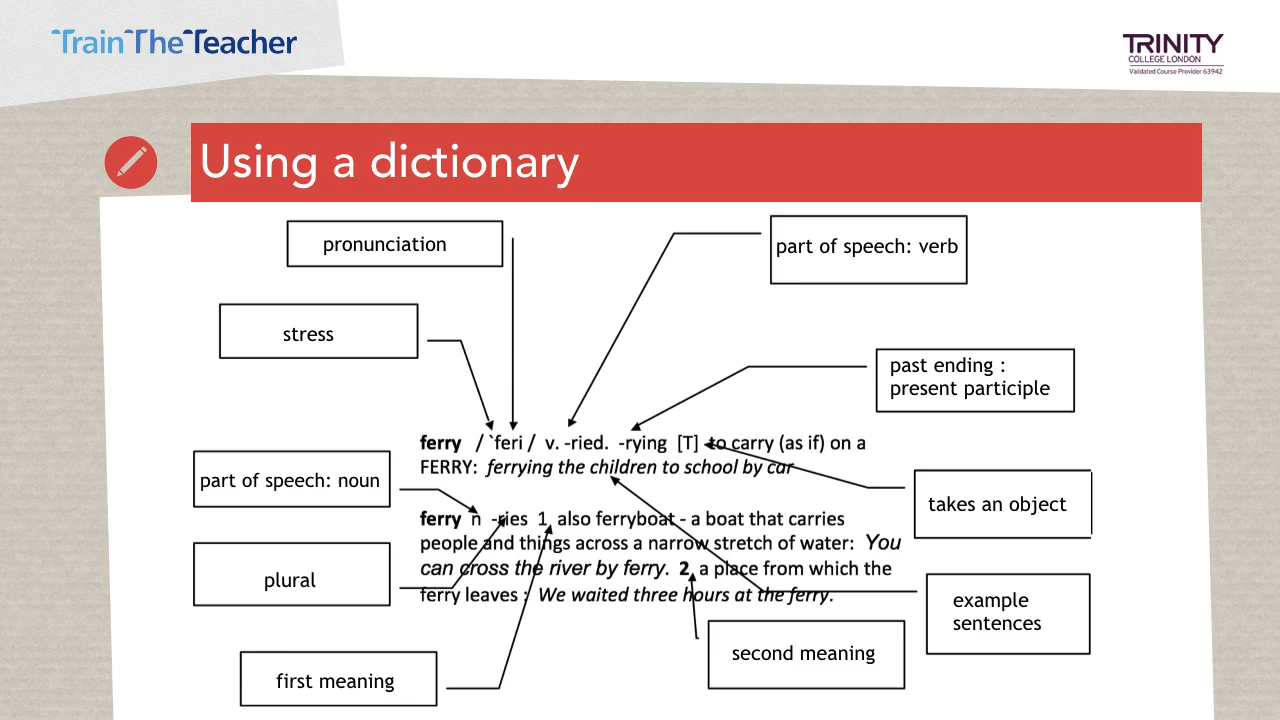 TrainTheTeacher
TRINITY
COLLEGE LONDON
Validated Course Provider 63942
Using a dictionary
pronunciation
part of speech: verb
stress
past ending :
present participle
ferry / `feri / v. -ried. -rying [T] to carry (as if) on a
FERRY: ferrying the children to school by car
part of speech: noun
takes an object
ferry n -ries 1 also ferryboat - a boat that carries
people and things across a narrow stretch of water: You
can cross the river by ferry. 2 a place from which the
ferry leaves : We waited three hours at the ferry.
plural
example
sentences
second meaning
first meaning